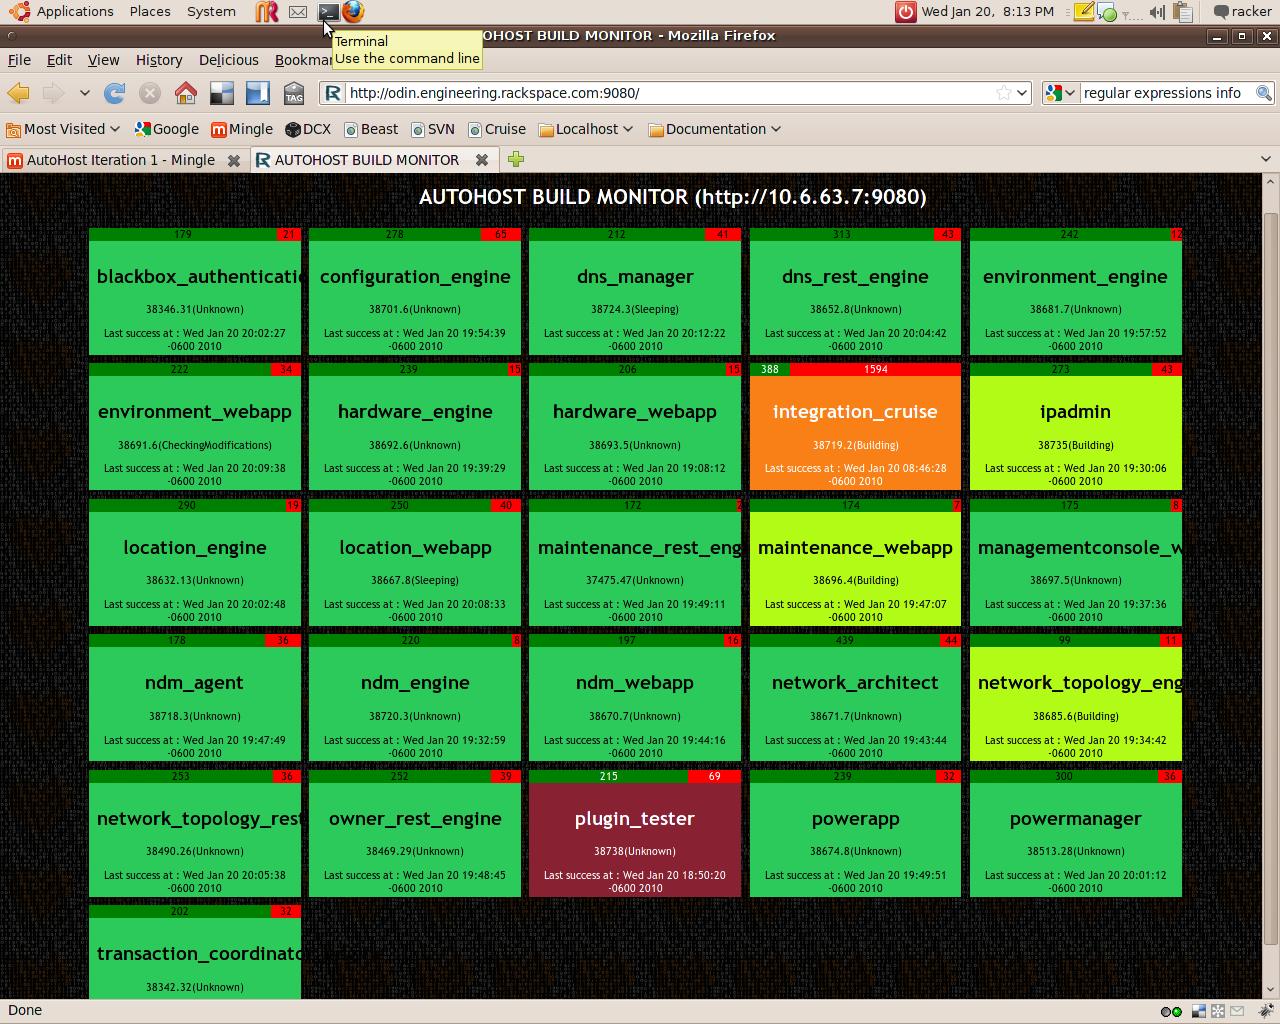 Applications Places System Wed Jan 20, 8:13 PM racker
AUTOHOST BUILD MONITOR - Mozilla Firefox
Terminal
Use the command line
File Edit View History Delicious
http://odin.engineering.rackspace.com:9080/ regular expressions info
Most Visited Google Mingle DCX Beast SVN Cruise Localhost Documentation
AutoHost Iteration 1 - Mingle AUTOHOST BUILD MONITOR
AUTOHOST BUILD MONITOR (http://10.6.63.7:9080)
179 21 278 65 212 41 313 43 242 12
blackbox_authenticatio configuration_engine dns_manager dns_rest_engine environment_engine
38346.31(Unknown) 38701.6(Unknown) 38724.3(Sleeping) 38652.8(Unknown) 38681.7(Unknown)
Last success at : Wed Jan 20 20:02:27 Last success at : Wed Jan 20 19:54:39 Last success at : Wed Jan 20 20:12:22 Last success at : Wed Jan 20 20:04:42 Last success at : Wed Jan 20 19:57:52
-0600 2010 -0600 2010 -0600 2010 -0600 2010 -0600 2010
222 34 239 15 206 15 388 1594 273 43
environment_webapp hardware_engine hardware_webapp integration_cruise ipadmin
38691.6(CheckingModifications) 38692.6(Unknown) 38693.5(Unknown) 38719.2(Building) 38735(Building)
Last success at : Wed Jan 20 20:09:38 Last success at : Wed Jan 20 19:39:29 Last success at : Wed Jan 20 19:08:12 Last success at : Wed Jan 20 08:46:28 Last success at : Wed Jan 20 19:30:06
-0600 2010 -0600 2010 -0600 2010 -0600 2010 -0600 2010
290 19 250 40 172 2 174 7 175 8
location_engine location_webapp maintenance_rest_eng maintenance_webapp managementconsole_w
38632.13(Unknown) 38667.8(Sleeping) 37475.47(Unknown) 38696.4(Building) 38697.5(Unknown)
Last success at : Wed Jan 20 20:02:48 Last success at : Wed Jan 20 20:08:33 Last success at : Wed Jan 20 19:49:11 Last success at : Wed Jan 20 19:47:07 Last success at : Wed Jan 20 19:37:36
-0600 2010 -0600 2010 -0600 2010 -0600 2010 -0600 2010
178 36 220 8 197 16 439 44 99 11
ndm_agent ndm_engine ndm_webapp network_architect network_topology_eng
38718.3(Unknown) 38720.3(Unknown) 38670.7(Unknown) 38671.7(Unknown) 38685.6(Building)
Last success at : Wed Jan 20 19:47:49 Last success at : Wed Jan 20 19:32:59 Last success at : Wed Jan 20 19:44:16 Last success at : Wed Jan 20 19:43:44 Last success at : Wed Jan 20 19:34:42
-0600 2010 -0600 2010 -0600 2010 -0600 2010 -0600 2010
253 36 252 39 215 69 239 32 300 36
network_topology_rest owner_rest_engine plugin_tester powerapp powermanager
38490.26(Unknown) 38469.29(Unknown) 38738(Unknown) 38674.8(Unknown) 38513.28(Unknown)
Last success at : Wed Jan 20 20:05:38 Last success at : Wed Jan 20 19:48:45 Last success at : Wed Jan 20 18:50:20 Last success at : Wed Jan 20 19:49:51 Last success at : Wed Jan 20 20:01:12
-0600 2010 -0600 2010 -0600 2010 -0600 2010 -0600 2010
202 32
transaction_coordinato
38342.32(Unknown)
Done